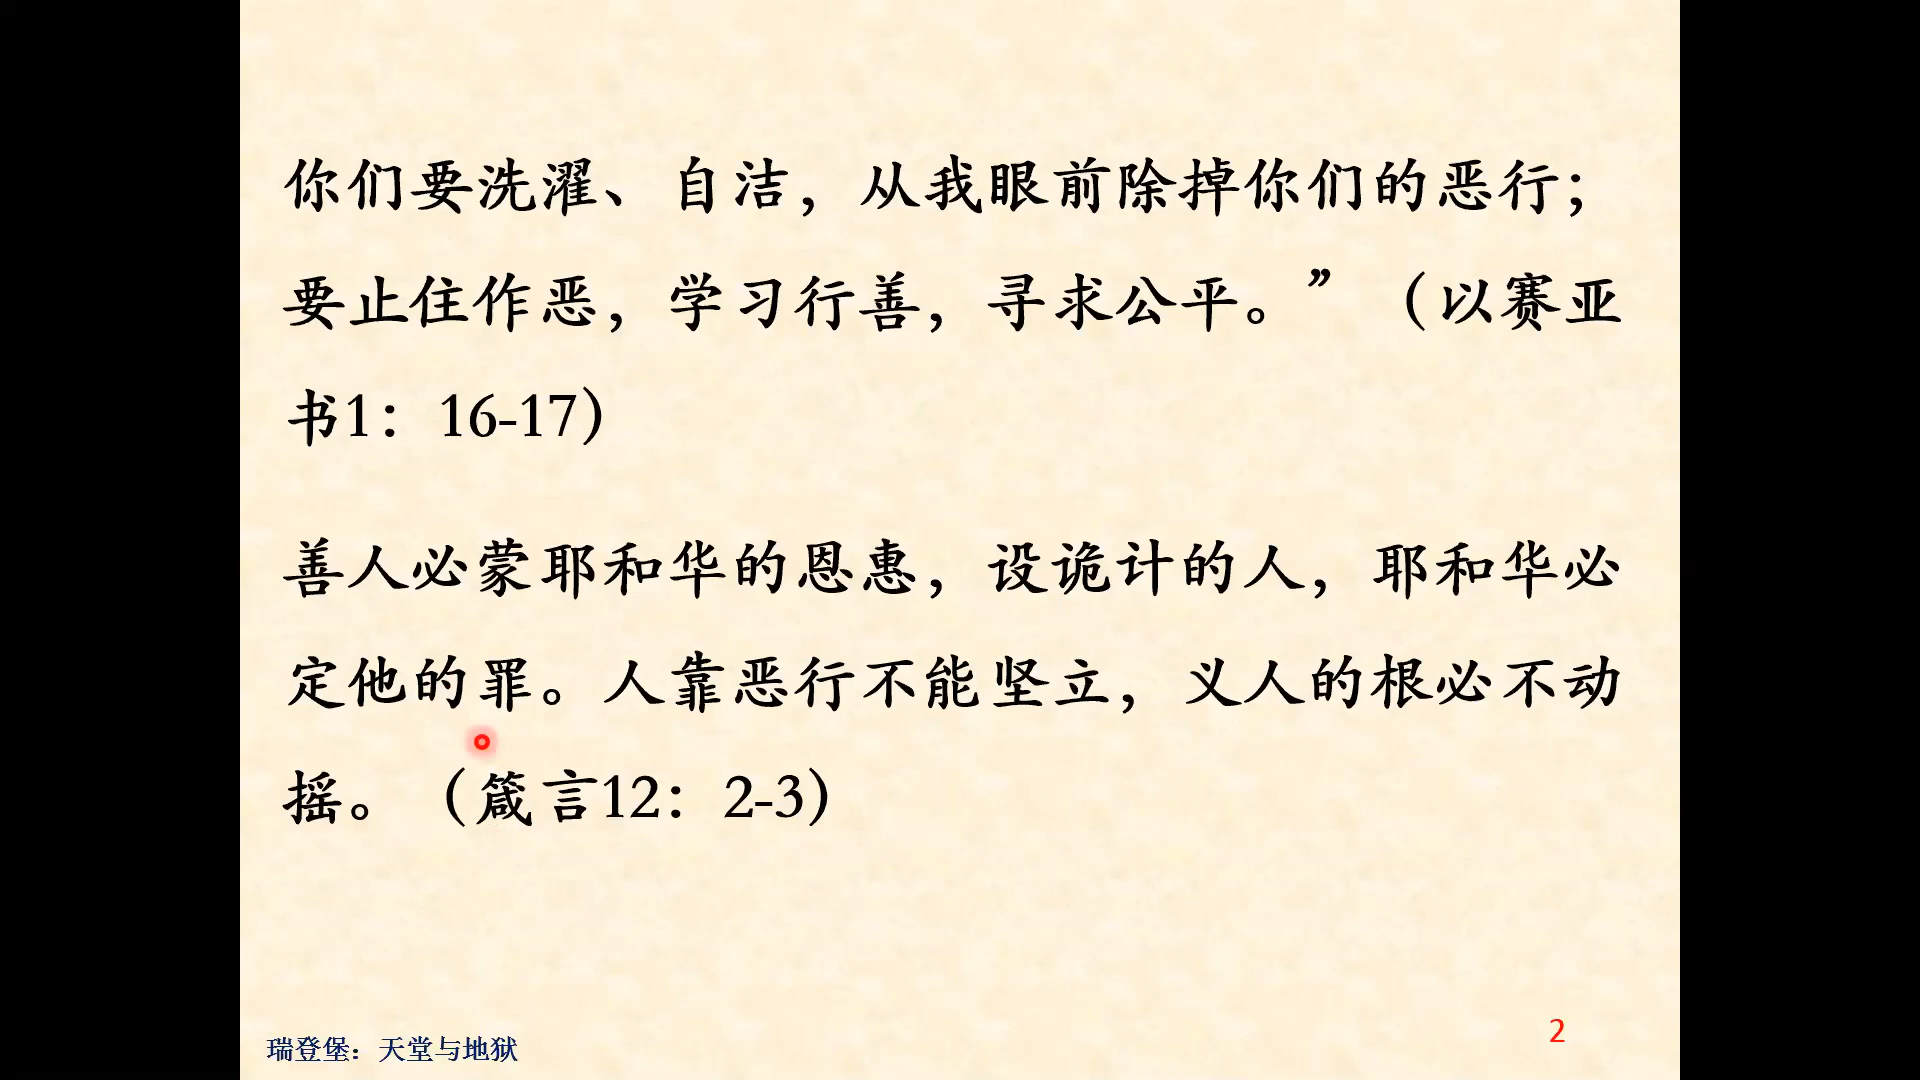 你们要洗濯、自洁，从我眼前除掉你们的恶行；
要止住作恶，学习行善，寻求公平。”（以赛亚
书1：16-17）
善人必蒙耶和华的恩惠，设诡计的人，耶和华必
定他的罪。人靠恶行不能坚立，义人的根必不动
摇。（箴言12：2-3）
瑞登堡：天堂与地狱
2